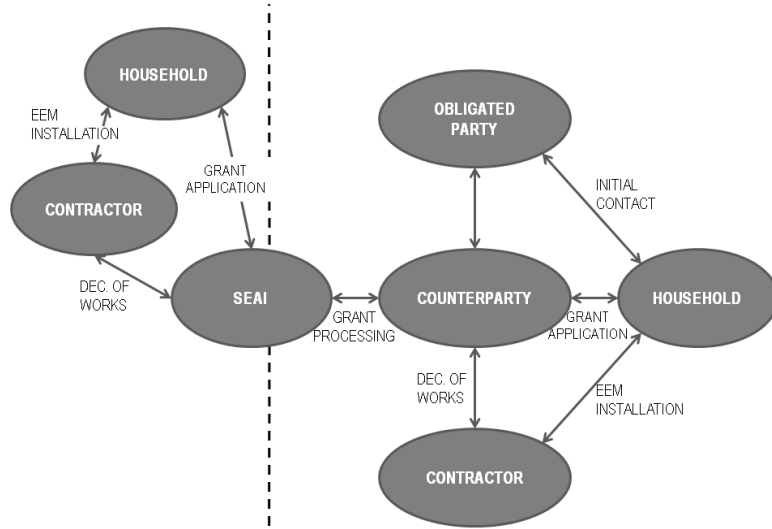 HOUSEHOLD
EEM
INSTALLATION
GRANT
APPLICATION
CONTRACTOR
DEC. OF
WORKS
SEAI
GRANT
PROCESSING
OBLIGATED
PARTY
INITIAL
CONTACT
COUNTERPARTY
GRANT
APPLICATION
HOUSEHOLD
DEC. OF
WORKS
EEM
INSTALLATION
CONTRACTOR